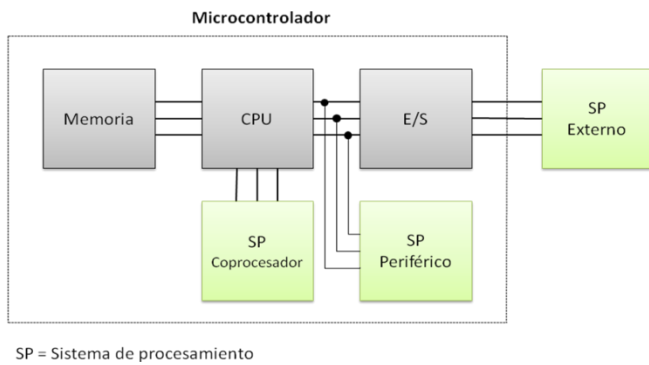 Microcontrolador
Memoria
CPU
E/S
SP
Externo
SP
Coprocesador
SP
Periférico
SP = Sistema de procesamiento